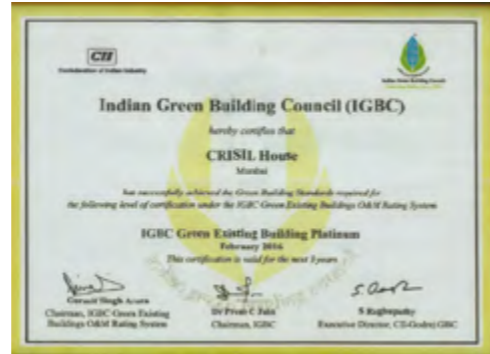 CII
Confederation of Indian Industry
Indian Green Building Council
Indian Green Building Council (IGBC)
hereby certifies that
CRISIL House
Mumbai
has successfully achieved the Green Building Standards required for
the following level of certification under the IGBC Green Existing Buildings O&M Rating System
IGBC Green Existing Building Platinum
February 2016
This certification is valid for the next 3 years
Gurmit Singh Arora
Chairman, IGBC Green Existing
Buildings O&M Rating System
Dr Prem C Jain
Chairman, IGBC
S Raghupathy
Executive Director, CII-Godrej GBC